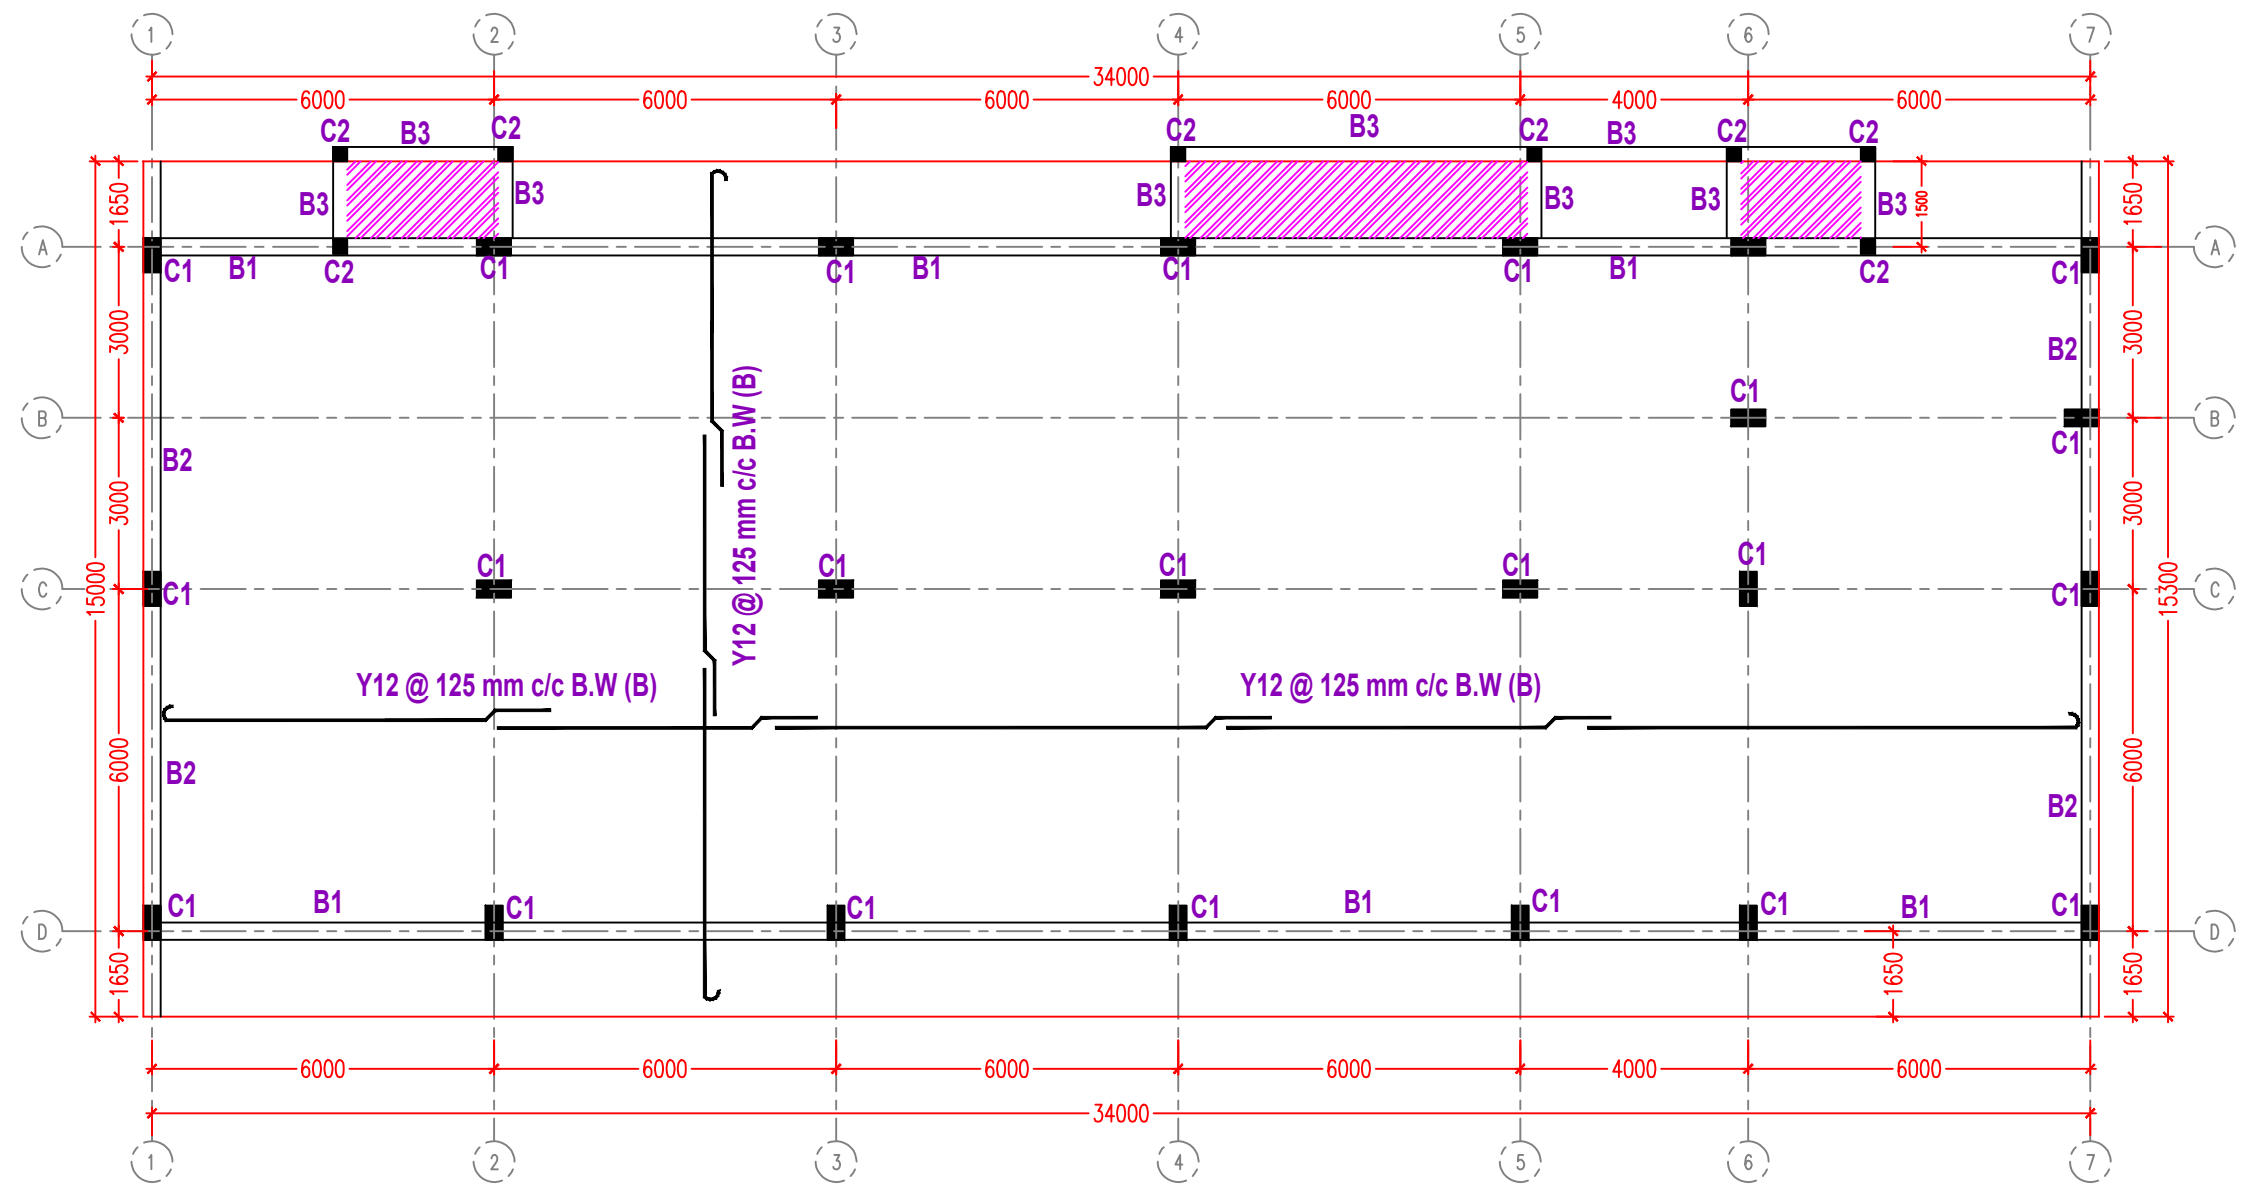 1 2 3 4 5 6 7
34000
6000 6000 6000 6000 4000 6000
C2 B3 C2 C2 B3 C2 B3 C2 C2
1650 B3 B3 B3 B3 B3 B3 1500 1650
A A
C1 B1 C2 C1 C1 B1 C1 C1 B1 C2 C1
3000 3000
B2
C1
B B
C1
B2
3000 3000
Y12 @ 125 mm c/c B.W (B)
C1 C1 C1 C1 C1
C C
15000 C1 C1 15300
Y12 @ 125 mm c/c B.W (B) Y12 @ 125 mm c/c B.W (B)
6000 6000
B2 B2
C1 B1 C1 C1 C1 B1 C1 C1 B1 C1
D D
1650 1650 1650
6000 6000 6000 6000 4000 6000
34000
1 2 3 4 5 6 7